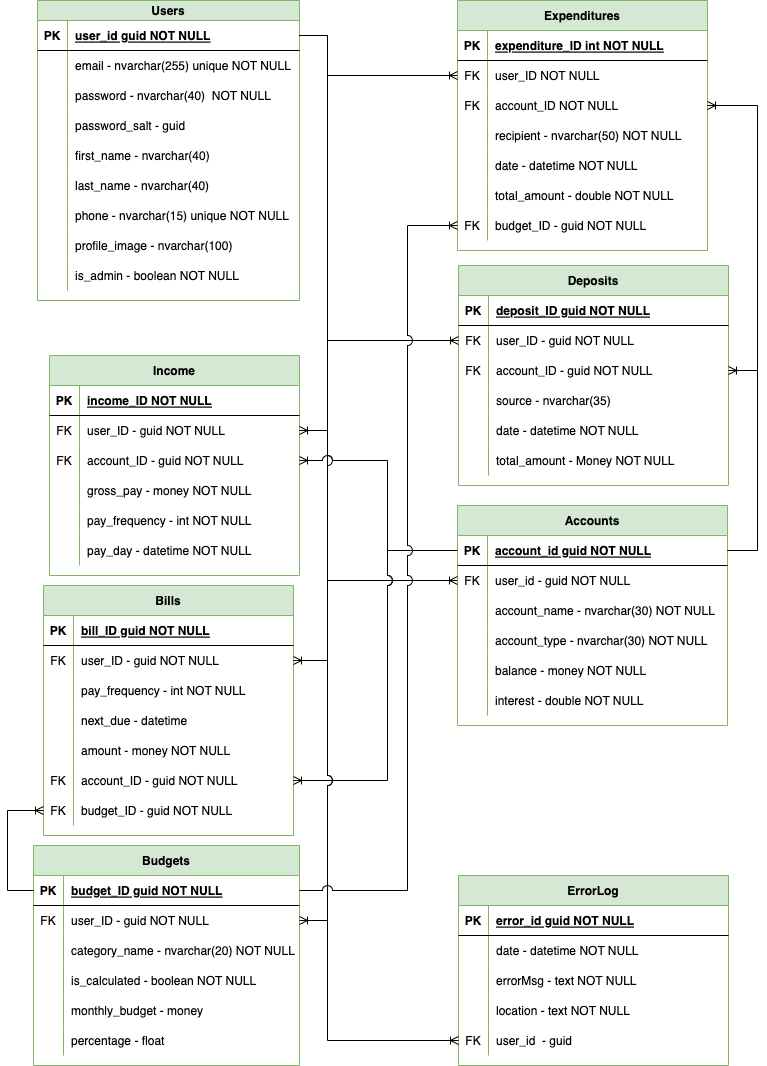 Users
PK user_id guid NOT NULL
email - nvarchar(255) unique NOT NULL
password - nvarchar(40) NOT NULL
password_salt - guid
first_name - nvarchar(40)
last_name - nvarchar(40)
phone - nvarchar(15) unique NOT NULL
profile_image - nvarchar(100)
is_admin - boolean NOT NULL
Income
PK income_ID NOT NULL
FK user_ID - guid NOT NULL
FK account_ID - guid NOT NULL
gross_pay - money NOT NULL
pay_frequency - int NOT NULL
pay_day - datetime NOT NULL
Bills
PK bill_ID guid NOT NULL
FK user_ID - guid NOT NULL
pay_frequency - int NOT NULL
next_due - datetime
amount - money NOT NULL
FK account_ID - guid NOT NULL
FK budget_ID - guid NOT NULL
Budgets
PK budget_ID guid NOT NULL
FK user_ID - guid NOT NULL
category_name - nvarchar(20) NOT NULL
is_calculated - boolean NOT NULL
monthly_budget - money
percentage - float
Expenditures
PK expenditure_ID int NOT NULL
FK user_ID NOT NULL
FK account_ID NOT NULL
recipient - nvarchar(50) NOT NULL
date - datetime NOT NULL
total_amount - double NOT NULL
FK budget_ID - guid NOT NULL
Deposits
PK deposit_ID guid NOT NULL
FK user_ID - guid NOT NULL
FK account_ID - guid NOT NULL
source - nvarchar(35)
date - datetime NOT NULL
total_amount - Money NOT NULL
Accounts
PK account_id guid NOT NULL
FK user_id - guid NOT NULL
account_name - nvarchar(30) NOT NULL
account_type - nvarchar(30) NOT NULL
balance - money NOT NULL
interest - double NOT NULL
ErrorLog
PK error_id guid NOT NULL
date - datetime NOT NULL
errorMsg - text NOT NULL
location - text NOT NULL
FK user_id - guid